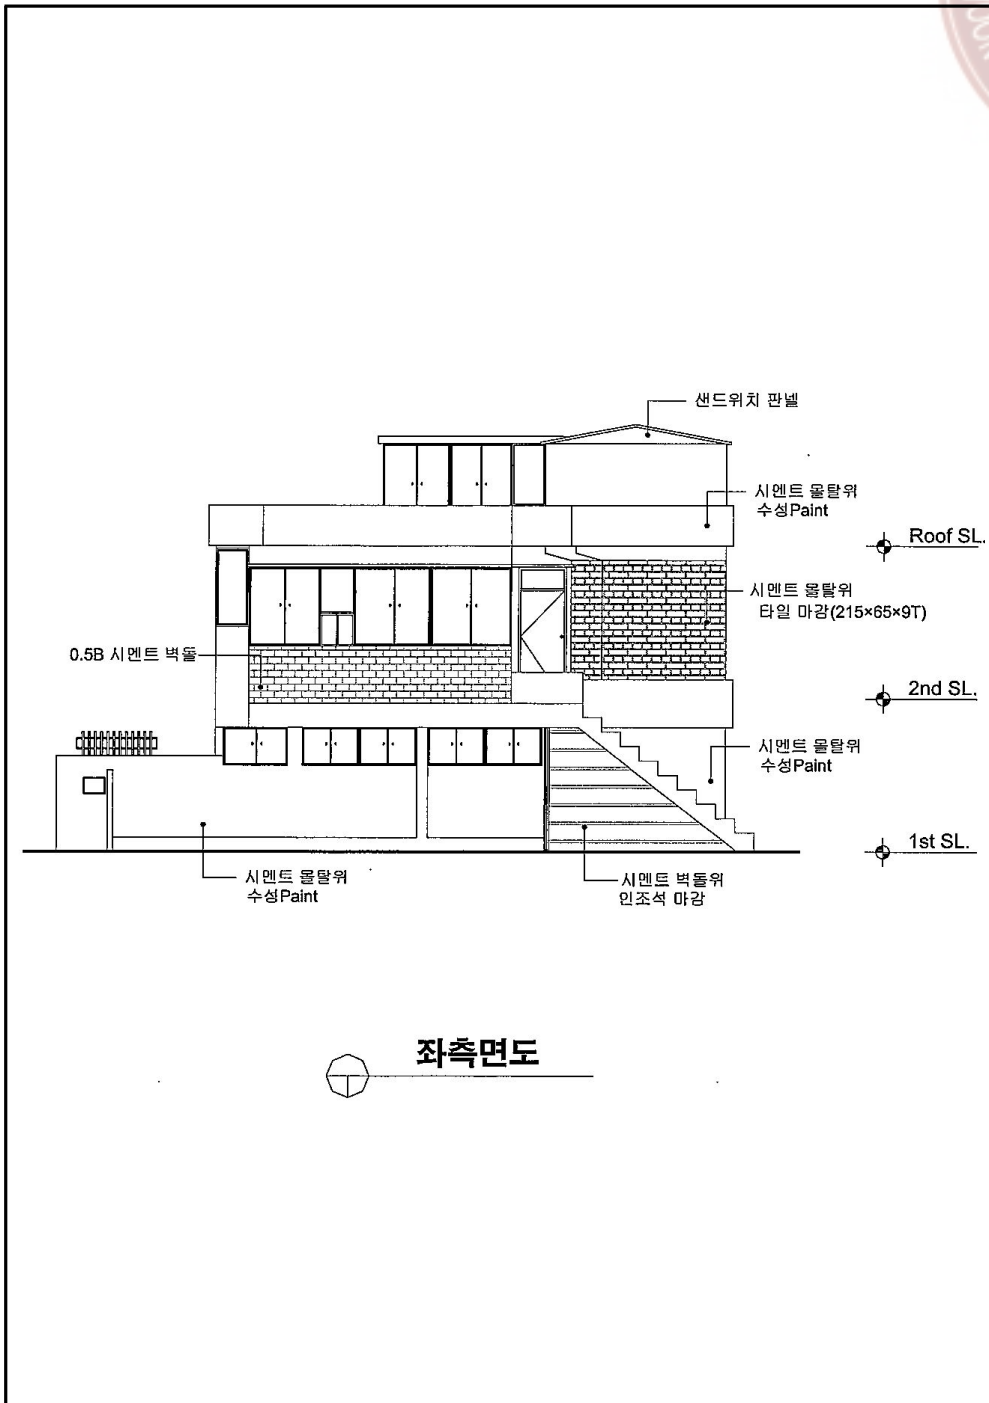 샌드위치 판넬
시멘트 몰탈위
수성Paint
Roof SL.
시멘트 몰탈위
타일 마감(215×65×9T)
0.5B 시멘트 벽돌
2nd SL.
시멘트 몰탈위
수성Paint
1st SL.
시멘트 몰탈위
수성Paint
시멘트 벽돌위
인조석 마감
좌측면도